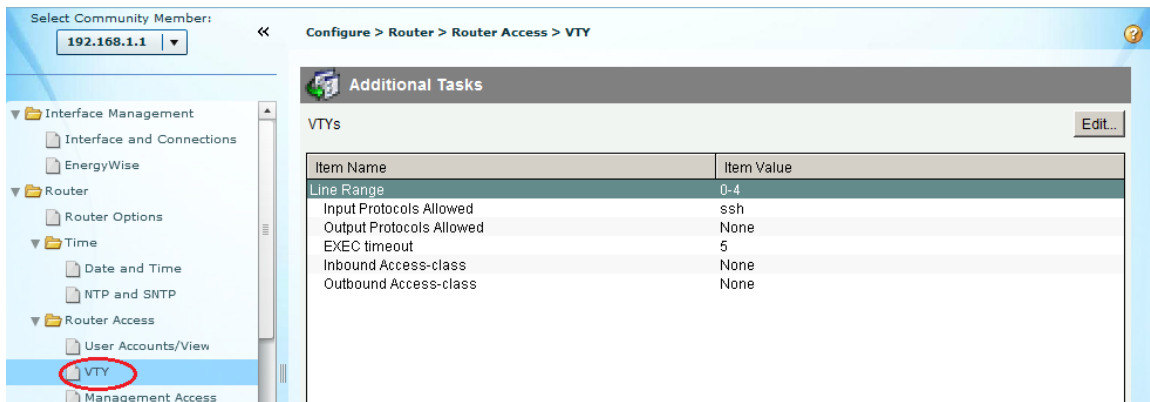 Select Community Member:
192.168.1.1
«
Configure > Router > Router Access > VTY
?
Interface Management
Interface and Connections
EnergyWise
Router
Router Options
Time
Date and Time
NTP and SNTP
Router Access
User Accounts/View
VTY
Management Access
Additional Tasks
VTYs
Edit...
Item Name Item Value
Line Range 0-4
Input Protocols Allowed ssh
Output Protocols Allowed None
EXEC timeout 5
Inbound Access-class None
Outbound Access-class None